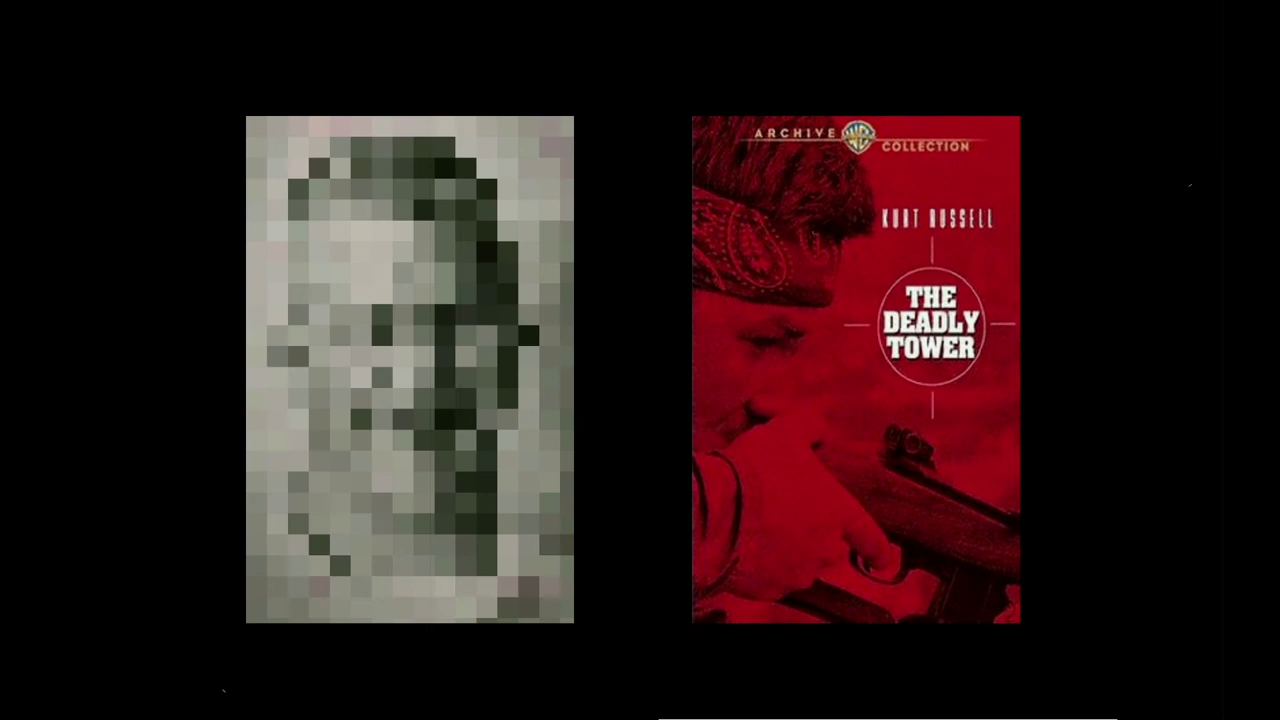 ARCHIVE
COLLECTION
KURT RUSSELL
THE
DEADLY
TOWER